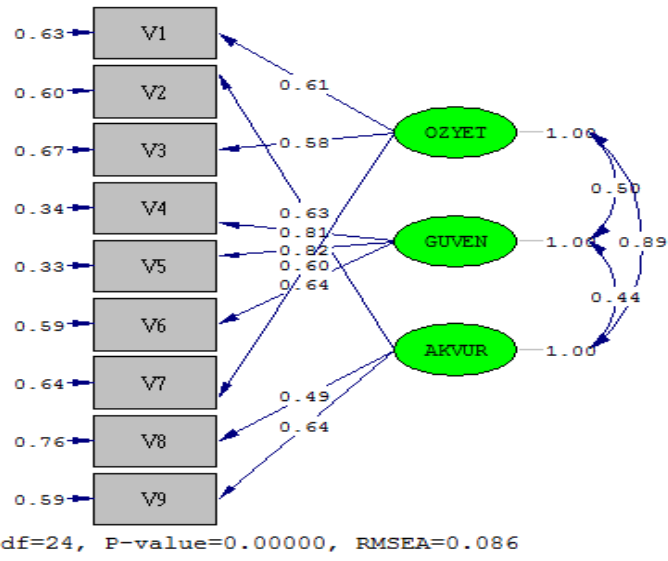 0.63 V1
0.61
0.60 V2
OZYET 1.00
0.67 V3 0.58
0.50
0.34 V4 0.63
0.81
GUVEN 1.00 0.89
0.82
0.33 V5 0.60
0.64
0.44
0.59 V6
AKVUR 1.00
0.64 V7
0.49
0.64
0.76 V8
0.59 V9
df=24, P-value=0.00000, RMSEA=0.086